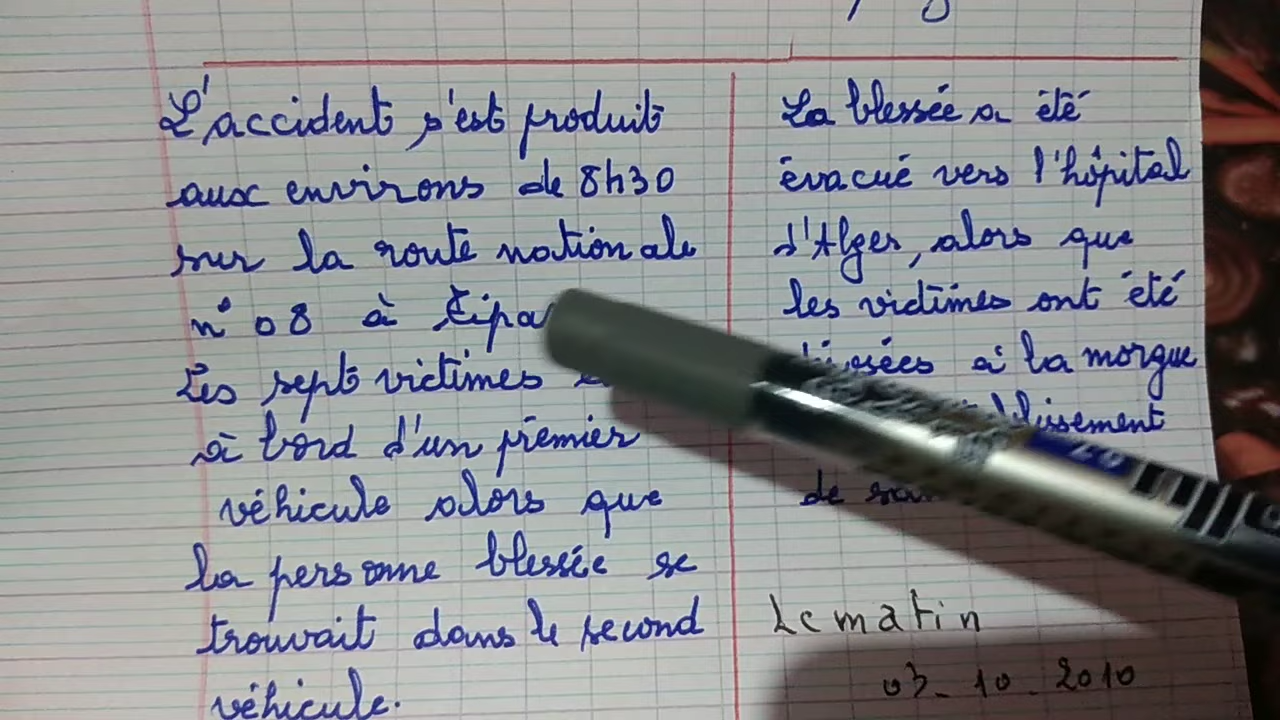 L'accident s'est produit
aux environs de 8h30
sur la route nationale
n° 08 à
Les sept victimes
à bord d'un premier
véhicule alors que
la personne blessée se
trouvait dans le second
véhicule.
La blessée a été
évacué vers l'hôpital
d'Alger, alors que
les victimes ont été
à la morgue
de
Le matin
03-10-2010